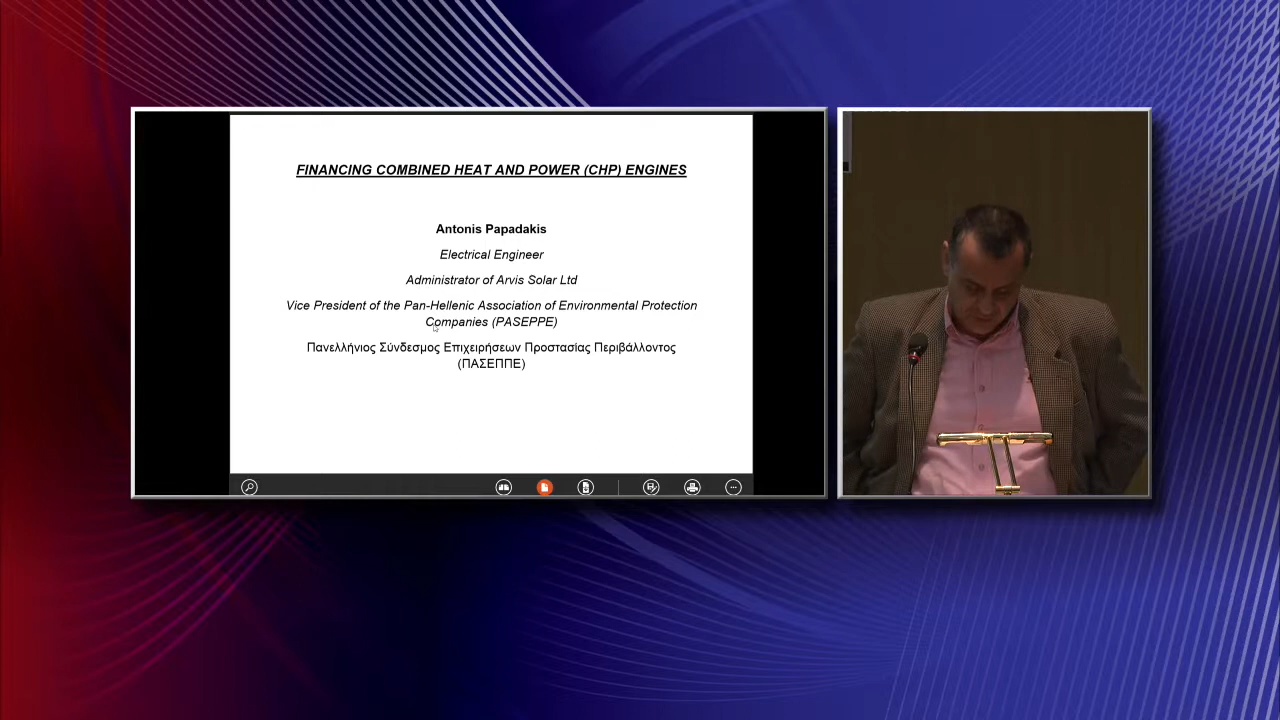 FINANCING COMBINED HEAT AND POWER (CHP) ENGINES
Antonis Papadakis
Electrical Engineer
Administrator of Arvis Solar Ltd
Vice President of the Pan-Hellenic Association of Environmental Protection
Companies (PASEPPE)
Πανελλήνιος Σύνδεσμος Επιχειρήσεων Προστασίας Περιβάλλοντος
(ΠΑΣΕΠΠΕ)